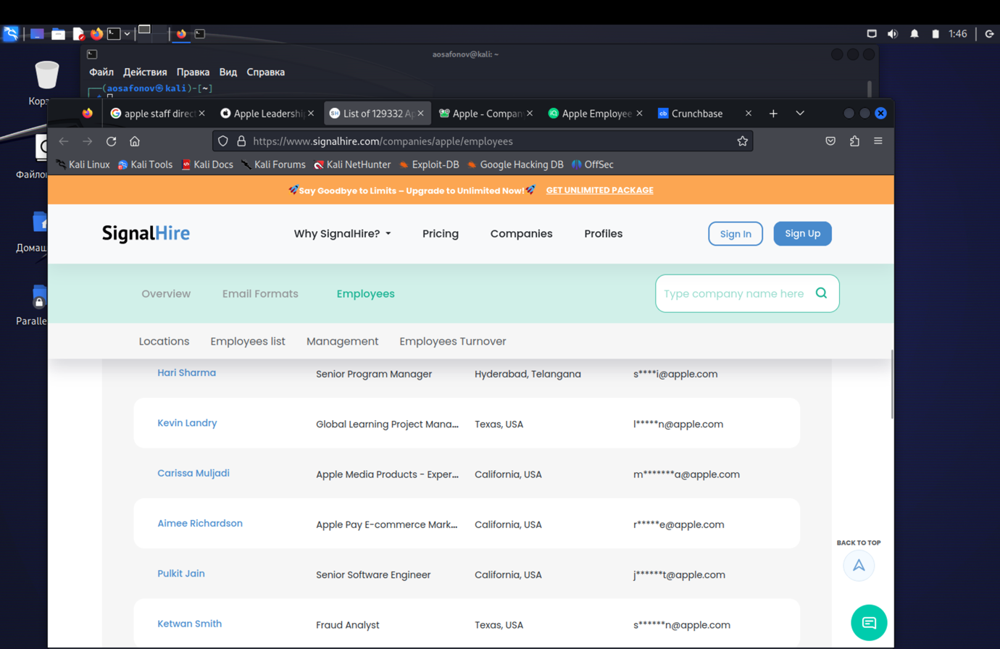 1:46
aosafonov@kali: ~
Файл Действия Правка Вид Справка
(aosafonov㉿kali)-[~]
apple staff direct
Apple Leadershi
List of 129332 Ap
Apple - Compan
Apple Employee
Crunchbase
https://www.signalhire.com/companies/apple/employees
Kali Linux Kali Tools Kali Docs Kali Forums Kali NetHunter Exploit-DB Google Hacking DB OffSec
🚀Say Goodbye to Limits – Upgrade to Unlimited Now!🚀 GET UNLIMITED PACKAGE
SignalHire Why SignalHire? Pricing Companies Profiles Sign In Sign Up
Overview Email Formats Employees Type company name here
Locations Employees list Management Employees Turnover
Hari Sharma Senior Program Manager Hyderabad, Telangana s****i@apple.com
Kevin Landry Global Learning Project Mana... Texas, USA l*****n@apple.com
Carissa Muljadi Apple Media Products - Exper... California, USA m*******a@apple.com
Aimee Richardson Apple Pay E-commerce Mark... California, USA r*****e@apple.com
Pulkit Jain Senior Software Engineer California, USA j******t@apple.com
Ketwan Smith Fraud Analyst Texas, USA s******n@apple.com
BACK TO TOP
Корз
Файло
Домаш
Paralle